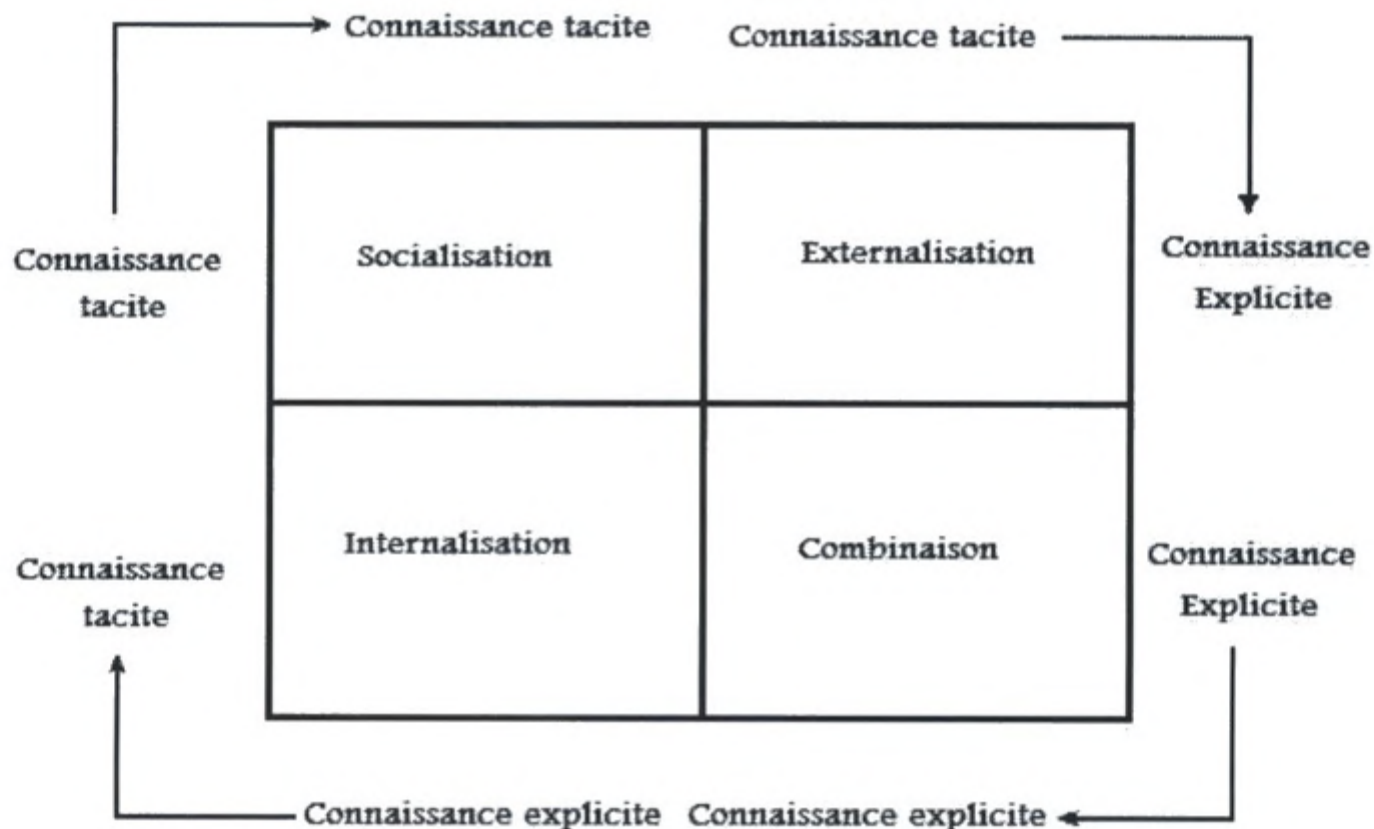 Connaissance tacite
Connaissance tacite
Connaissance
tacite
Socialisation
Externalisation
Connaissance
Explicite
Connaissance
tacite
Internalisation
Combinaison
Connaissance
Explicite
Connaissance explicite
Connaissance explicite